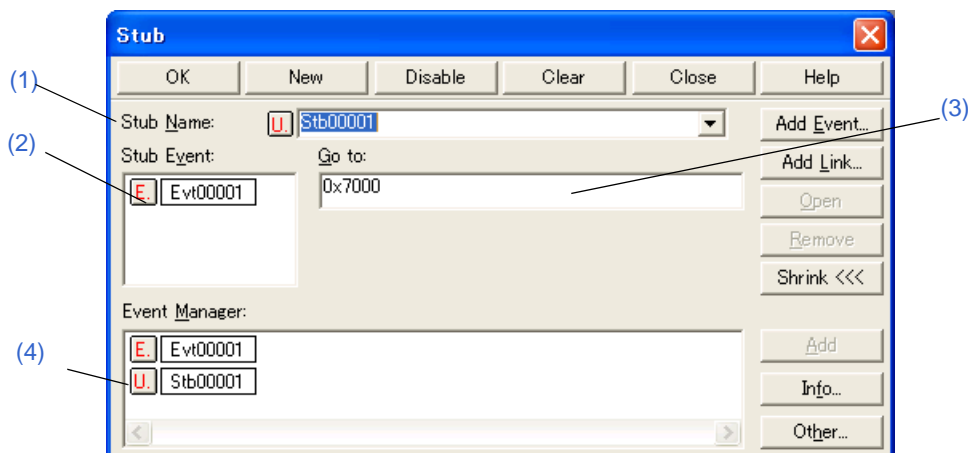 Stub
OK New Disable Clear Close Help
(1)
Stub Name: U. Stb00001 Add Event...
(3)
(2)
Stub Event: Go to: Add Link...
E. Evt00001 0x7000 Open
Remove
Shrink <<<
Event Manager:
(4)
E. Evt00001 Add
U. Stb00001 Info...
Other...